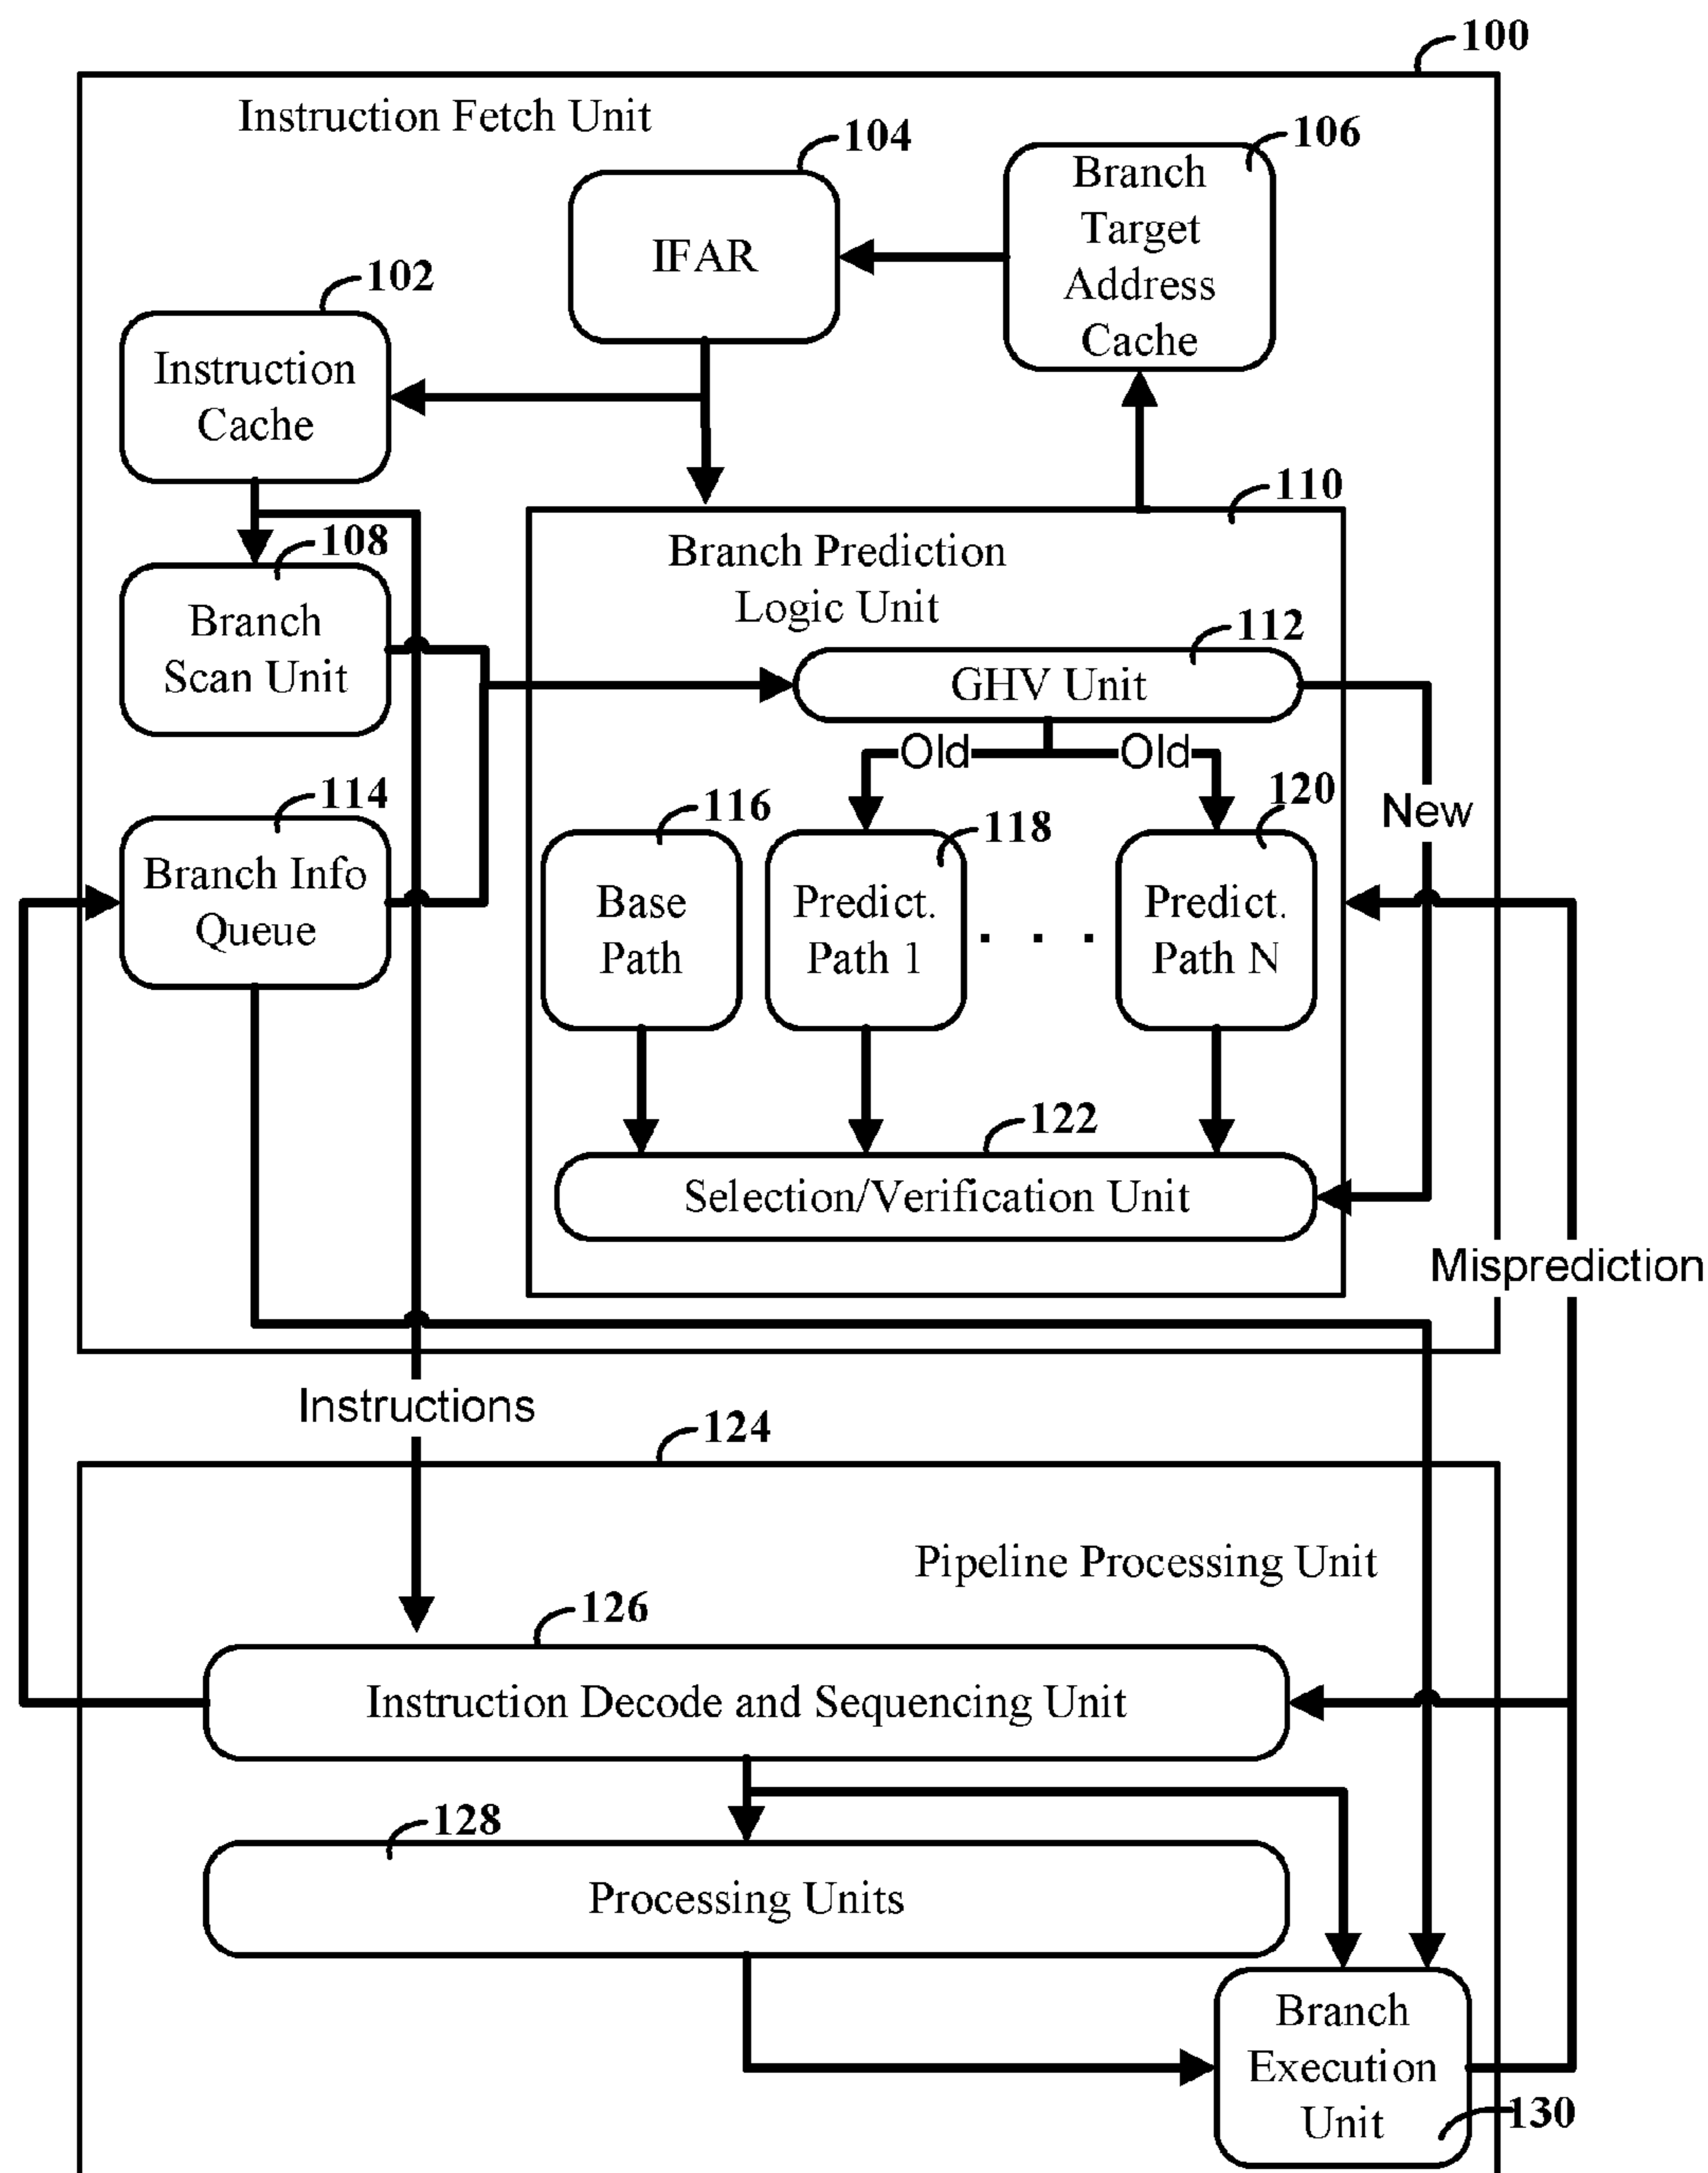 100
Instruction Fetch Unit
104
106
IFAR
Branch
Target
Address
Cache
102
Instruction
Cache
110
108
Branch Prediction
Logic Unit
Branch
Scan Unit
112
GHV Unit
Old
Old
114
116
118
120
New
Branch Info
Queue
Base
Path
Predict.
Path 1
. . .
Predict.
Path N
122
Selection/Verification Unit
Misprediction
Instructions
124
Pipeline Processing Unit
126
Instruction Decode and Sequencing Unit
128
Processing Units
Branch
Execution
Unit
130